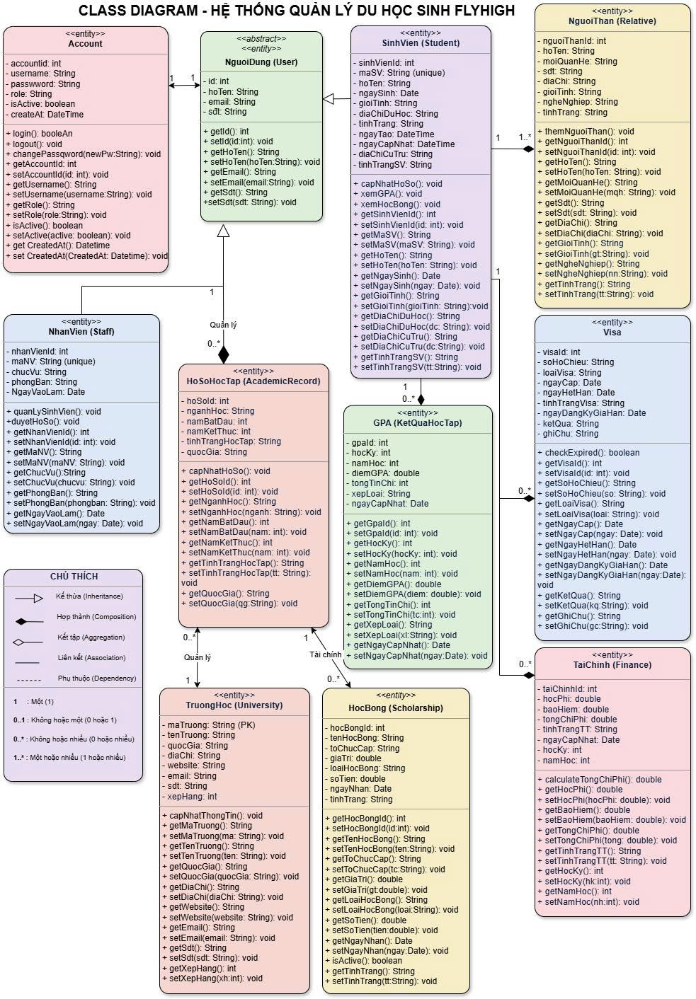 CLASS DIAGRAM - HỆ THỐNG QUẢN LÝ DU HỌC SINH FLYHIGH
<<entity>>
Account
- accountid: int
- username: String
- passwword: String
- role: String
- isActive: boolean
- createAt: DateTime
+ login(): booleAn
+ logout(): void
+ changePassqword(newPw:String): void
+ getAccountId: int
+ setAccountId(id: int): void
+ getUsername(): String
+ setUsername(username:String): void
+ getRole(): String
+ setRole(role:String): void
+ isActive(): boolean
+ setActive(active: boolean): void
+ get CreatedAt(): Datetime
+ set CreatedAt(CreatedAt: Datetime): void
1
1
<<abstract>>
<<entity>>
NguoiDung (User)
- id: int
- hoTen: String
- email: String
- sđt: String
+ getId(): int
+ setId(id:int): void
+ getHoTen(): String
+ setHoTen(hoTen:String): void
+ getEmail(): String
+ setEmail(email:String): void
+ getSdt(): String
+setSdt(sdt: String): void
<<entity>>
SinhVien (Student)
- sinhVienId: int
- maSV: String (unique)
- hoTen: String
- ngaySinh: Date
- gioiTinh: String
- diaChiDuHoc: String
- tinhTrang: String
- ngayTao: DateTime
- ngayCapNhat: DateTime
- diaChiCuTru: String
- tinhTrangSV: String
+ capNhatHoSo(): void
+ xemGPA(): void
+ xemHocBong(): void
+ getSinhVienId(): int
+ setSinhVienId(id: int): void
+ getMaSV(): String
+ setMaSV(maSV: String): void
+ getHoTen(): String
+ setHoTen(hoTen: String): void
+ getNgaySinh(): Date
+ setNgaySinh(ngay: Date): void
+ getGioiTinh(): String
+ setGioiTinh(gioiTinh: String):void
+ getDiaChiDuHoc(): String
+ setDiaChiDuHoc(dc: String): void
+ getDiaChiCuTru(): String
+ setDiaChiCuTru(dc:String): void
+ getTinhTrangSV(): String
+ setTinhTrangSV(tt:String): void
1
1..*
<<entity>>
NguoiThan (Relative)
- nguoiThanId: int
- hoTen: String
- moiQuanHe: String
- sdt: String
- diaChi: String
- gioiTinh: String
- ngheNghiep: String
- tinhTrang: String
+ themNguoiThan(): void
+ getNguoiThanId(): int
+ setNguoiThanId(id: int): void
+ getHoTen(): String
+ setHoTen(hoTen: String): void
+ getMoiQuanHe(): String
+ setMoiQuanHe(mqh: String): void
+ getSdt(): String
+ setSdt(sdt: String): void
+ getDiaChi(): String
+ setDiaChi(diaChi: String): void
+ getGioiTinh(): String
+ setGioiTinh(gt:String): void
+ getNgheNghiep(): String
+ setNgheNghiep(nn:String): void
+ getTinhTrang(): String
+ setTinhTrang(tt:String): void
1
1
Quản lý
0..*
<<entity>>
NhanVien (Staff)
- nhanVienId: int
- maNV: String (unique)
- chucVu: String
- phongBan: String
- NgayVaoLam: Date
+ quanLySinhVien(): void
+duyetHoSo(): void
+ getNhanVienId(): int
+ setNhanVienId(id: int): void
+ getMaNV(): String
+ setMaNV(maNV: String): void
+ getChucVu():String
+ setChucVu(chucvu: String): void
+ getPhongBan(): String
+ setPhongBan(phongban: String): void
+ getNgayVaoLam(): Date
+ setNgayVaoLam(ngay: Date): void
<<entity>>
HoSoHocTap (AcademicRecord)
- hoSoId: int
- nganhHoc: String
- namBatDau: int
- namKetThuc: int
- tinhTrangHocTap: String
- quocGia: String
+ capNhatHoSo(): void
+ getHoSoId(): int
+ setHoSoId(id: int): void
+ getNganhHoc(): String
+ setNganhHoc(nganh: String): void
+ getNamBatDau(): int
+ setNamBatDau(nam: int): void
+ getNamKetThuc(): int
+ setNamKetThuc(nam: int): void
+ getTinhTrangHocTap(): String
+ setTinhTrangHocTap(tt: String):
void
+ getQuocGia(): String
+ setQuocGia(qg:String): void
1
0..*
<<entity>>
GPA (KetQuaHocTap)
- gpaId: int
- hocKy: int
- namHoc: int
- diemGPA: double
- tongTinChi: int
- xepLoai: String
- ngayCapNhat: Date
+ getGpaId(): int
+ setGpaId(id: int): void
+ getHocKy(): int
+ setHocKy(hocKy: int): void
+ getNamHoc(): int
+ setNamHoc(nam: int): void
+ getDiemGPA(): double
+ setDiemGPA(diem: double): void
+ getTongTinChi(): int
+ setTongTinChi(tc:int): void
+ getXepLoai(): String
+ setXepLoai(xl:String): void
+ getNgayCapNhat(): Date
+ setNgayCapNhat(ngay:Date): void
<<entity>>
Visa
- visaId: int
- soHoChieu: String
- loaiVisa: String
- ngayCap: Date
- ngayHetHan: Date
- tinhTrangVisa: String
- ngayDangKyGiaHan: Date
- ketQua: String
- ghiChu: String
+ checkExpired(): boolean
+ getVisaId(): int
+ setVisaId(id: int): void
+ getSoHoChieu(): String
+ setSoHoChieu(so: String): void
+ getLoaiVisa(): String
+ setLoaiVisa(loai: String): void
+ getNgayCap(): Date
+ setNgayCap(ngay: Date): void
+ getNgayHetHan(): Date
+ setNgayHetHan(ngay: Date): void
+ getNgayDangKyGiaHan(): Date
+ setNgayDangKyGiaHan(ngay:Date):
void
+ getKetQua(): String
+ setKetQua(kq:String): void
+ getGhiChu(): String
+ setGhiChu(gc:String): void
0..*
CHÚ THÍCH
Kế thừa (Inheritance)
Hợp thành (Composition)
Kết tập (Aggregation)
Liên kết (Association)
Phụ thuộc (Dependency)
1 : Một (1)
0..1 : Không hoặc một (0 hoặc 1)
0..* : Không hoặc nhiều (0 hoặc nhiều)
1..* : Một hoặc nhiều (1 hoặc nhiều)
0..*
Quản lý
1
1
Tài chính
0..*
0..*
<<entity>>
TruongHoc (University)
- maTruong: String (PK)
- tenTruong: String
- quocGia: String
- diaChi: String
- website: String
- email: String
- sdt: String
- xepHang: int
+ capNhatThongTin(): void
+ getMaTruong(): String
+ setMaTruong(ma: String): void
+ getTenTruong(): String
+ setTenTruong(ten: String): void
+ getQuocGia(): String
+ setQuocGia(quocGia: String): void
+ getDiaChi(): String
+ setDiaChi(diaChi: String): void
+ getWebsite(): String
+ setWebsite(website: String): void
+ getEmail(): String
+ setEmail(email: String): void
+ getSdt(): String
+ setSdt(sdt: String): void
+ getXepHang(): int
+ setXepHang(xh:int): void
<<entity>>
HocBong (Scholarship)
- hocBongId: int
- tenHocBong: String
- toChucCap: String
- giaTri: double
- loaiHocBong: String
- soTien: double
- ngayNhan: Date
- tinhTrang: String
+ getHocBongId(): int
+ setHocBongId(id:int): void
+ getTenHocBong(): String
+ setTenHocBong(ten:String): void
+ getToChucCap(): String
+ setToChucCap(tc:String): void
+ getGiaTri(): double
+ setGiaTri(gt:double): void
+ getLoaiHocBong(): String
+ setLoaiHocBong(loai:String): void
+ getSoTien(): double
+ setSoTien(tien:double): void
+ getNgayNhan(): Date
+ setNgayNhan(ngay:Date): void
+ isActive(): boolean
+ getTinhTrang(): String
+ setTinhTrang(tt:String): void
<<entity>>
TaiChinh (Finance)
- taiChinhId: int
- hocPhi: double
- baoHiem: double
- tongChiPhi: double
- tinhTrangTT: String
- ngayCapNhat: Date
- hocKy: int
- namHoc: int
+ calculateTongChiPhi(): double
+ getHocPhi(): double
+ setHocPhi(hocPhi: double): void
+ getBaoHiem(): double
+ setBaoHiem(baoHiem: double): void
+ getTongChiPhi(): double
+ setTongChiPhi(tong: double): void
+ getTinhTrangTT(): String
+ setTinhTrangTT(tt: String): void
+ getHocKy(): int
+ setHocKy(hk:int): void
+ getNamHoc(): int
+ setNamHoc(nh:int): void